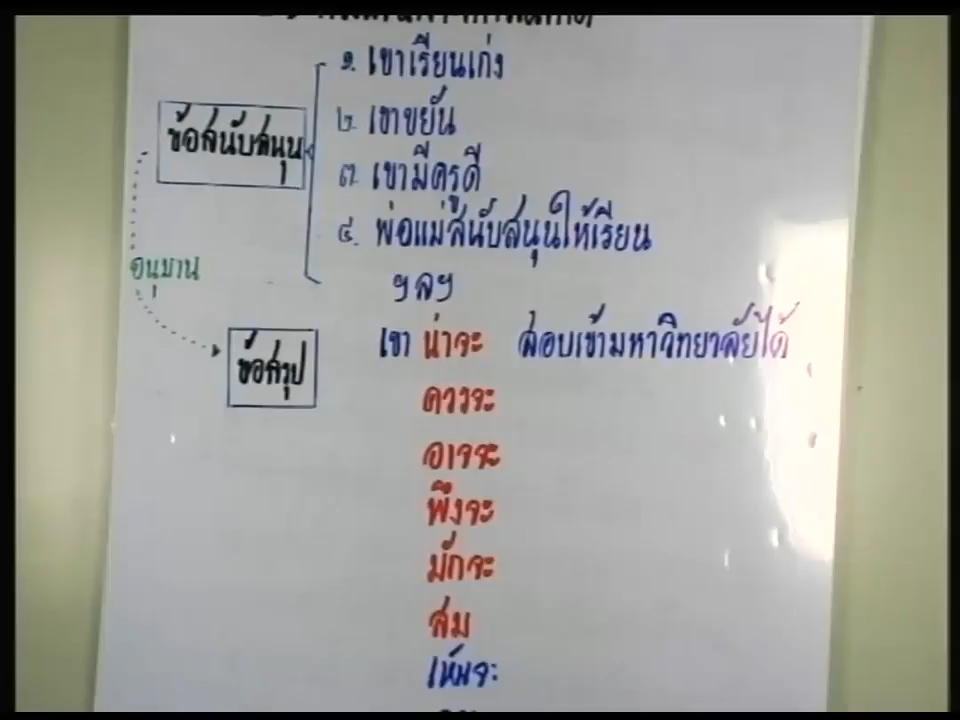 ๑. เขาเรียนเก่ง
๒. เขาขยัน
ข้อสนับสนุน
๓. เขามีครูดี
๔. พ่อแม่สนับสนุนให้เรียน
อนุมาน
ฯลฯ
เขา น่าจะ สอบเข้ามหาวิทยาลัยได้
ข้อสรุป
ควรจะ
อาจจะ
พึงจะ
มักจะ
สม
เห็นจะ